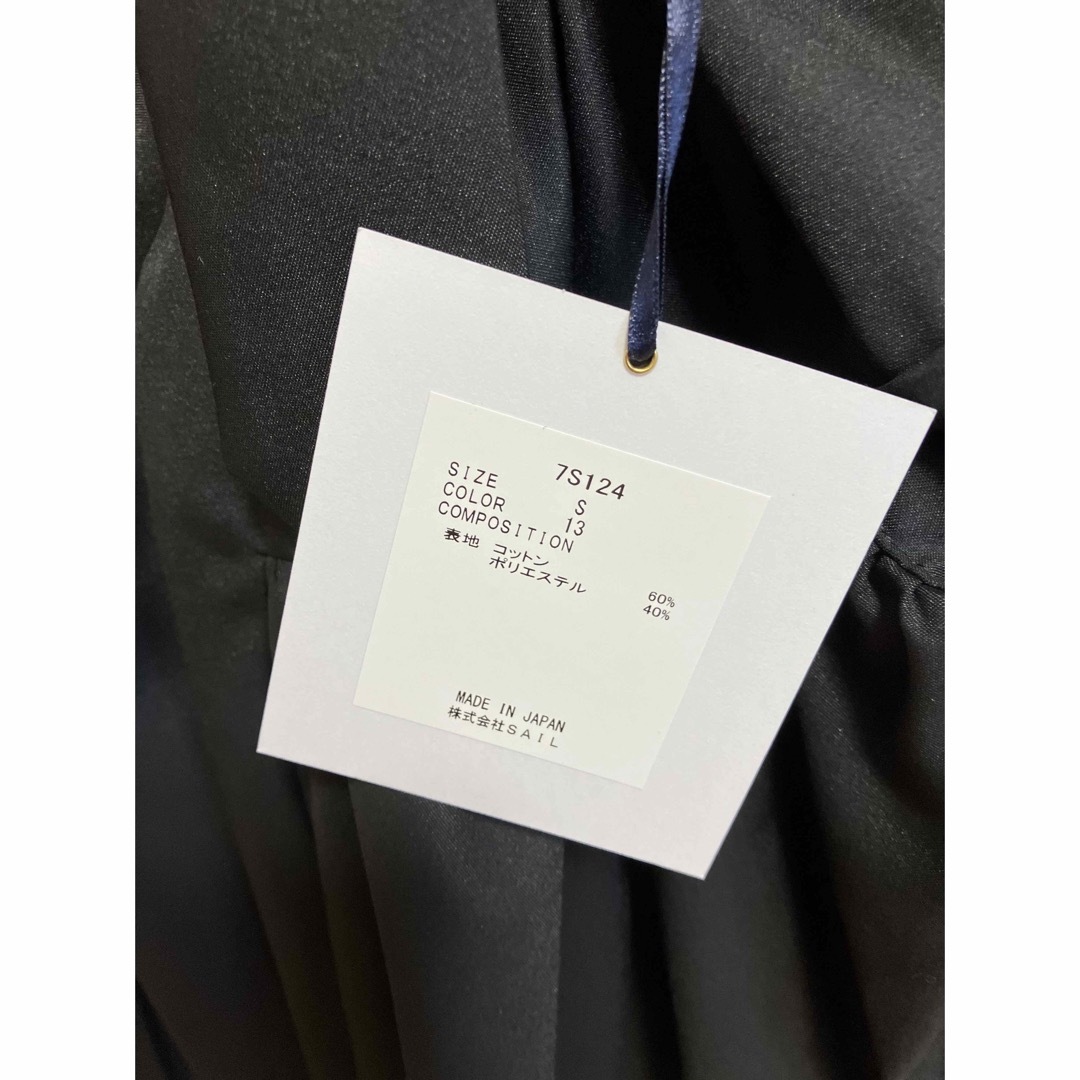 7S124
SIZE S
COLOR 13
COMPOSITION
表地 コットン 60%
ポリエステル 40%
MADE IN JAPAN
株式会社SAIL